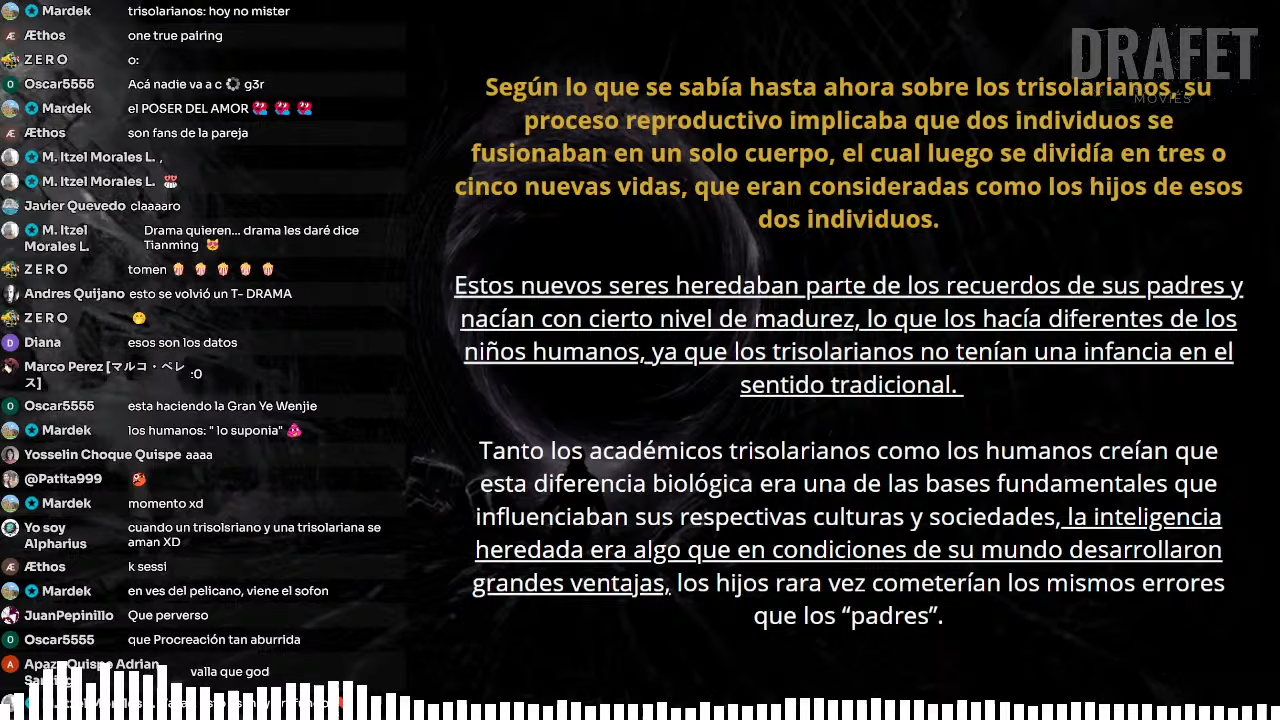 Mardek trisolarianos: hoy no mister
Æthos one true pairing
Z E R O o:
Oscar5555 Acá nadie va a c g3r
Mardek el POSER DEL AMOR
Æthos son fans de la pareja
M. Itzel Morales L. ,
M. Itzel Morales L.
Javier Quevedo claaaaro
M. Itzel Morales L. Drama quieren... drama les daré dice
Tianming
Z E R O tomen
Andres Quijano esto se volvió un T- DRAMA
Z E R O
Diana esos son los datos
Marco Perez [マルコ・ペレ
ス] :0
Oscar5555 esta haciendo la Gran Ye Wenjie
Mardek los humanos: " lo suponia"
Yosselin Choque Quispe aaaa
@Patita999
Mardek momento xd
Yo soy Alpharius cuando un trisolsriano y una trisolariana se
aman XD
Æthos k sessi
Mardek en ves del pelicano, viene el sofon
JuanPepinillo Que perverso
Oscar5555 que Procreación tan aburrida
Apaza Quispe Adrian
valla que god
DRAFET
MOVIES
Según lo que se sabía hasta ahora sobre los trisolarianos, su
proceso reproductivo implicaba que dos individuos se
fusionaban en un solo cuerpo, el cual luego se dividía en tres o
cinco nuevas vidas, que eran consideradas como los hijos de esos
dos individuos.
Estos nuevos seres heredaban parte de los recuerdos de sus padres y
nacían con cierto nivel de madurez, lo que los hacía diferentes de los
niños humanos, ya que los trisolarianos no tenían una infancia en el
sentido tradicional.
Tanto los académicos trisolarianos como los humanos creían que
esta diferencia biológica era una de las bases fundamentales que
influenciaban sus respectivas culturas y sociedades, la inteligencia
heredada era algo que en condiciones de su mundo desarrollaron
grandes ventajas, los hijos rara vez cometerían los mismos errores
que los “padres”.